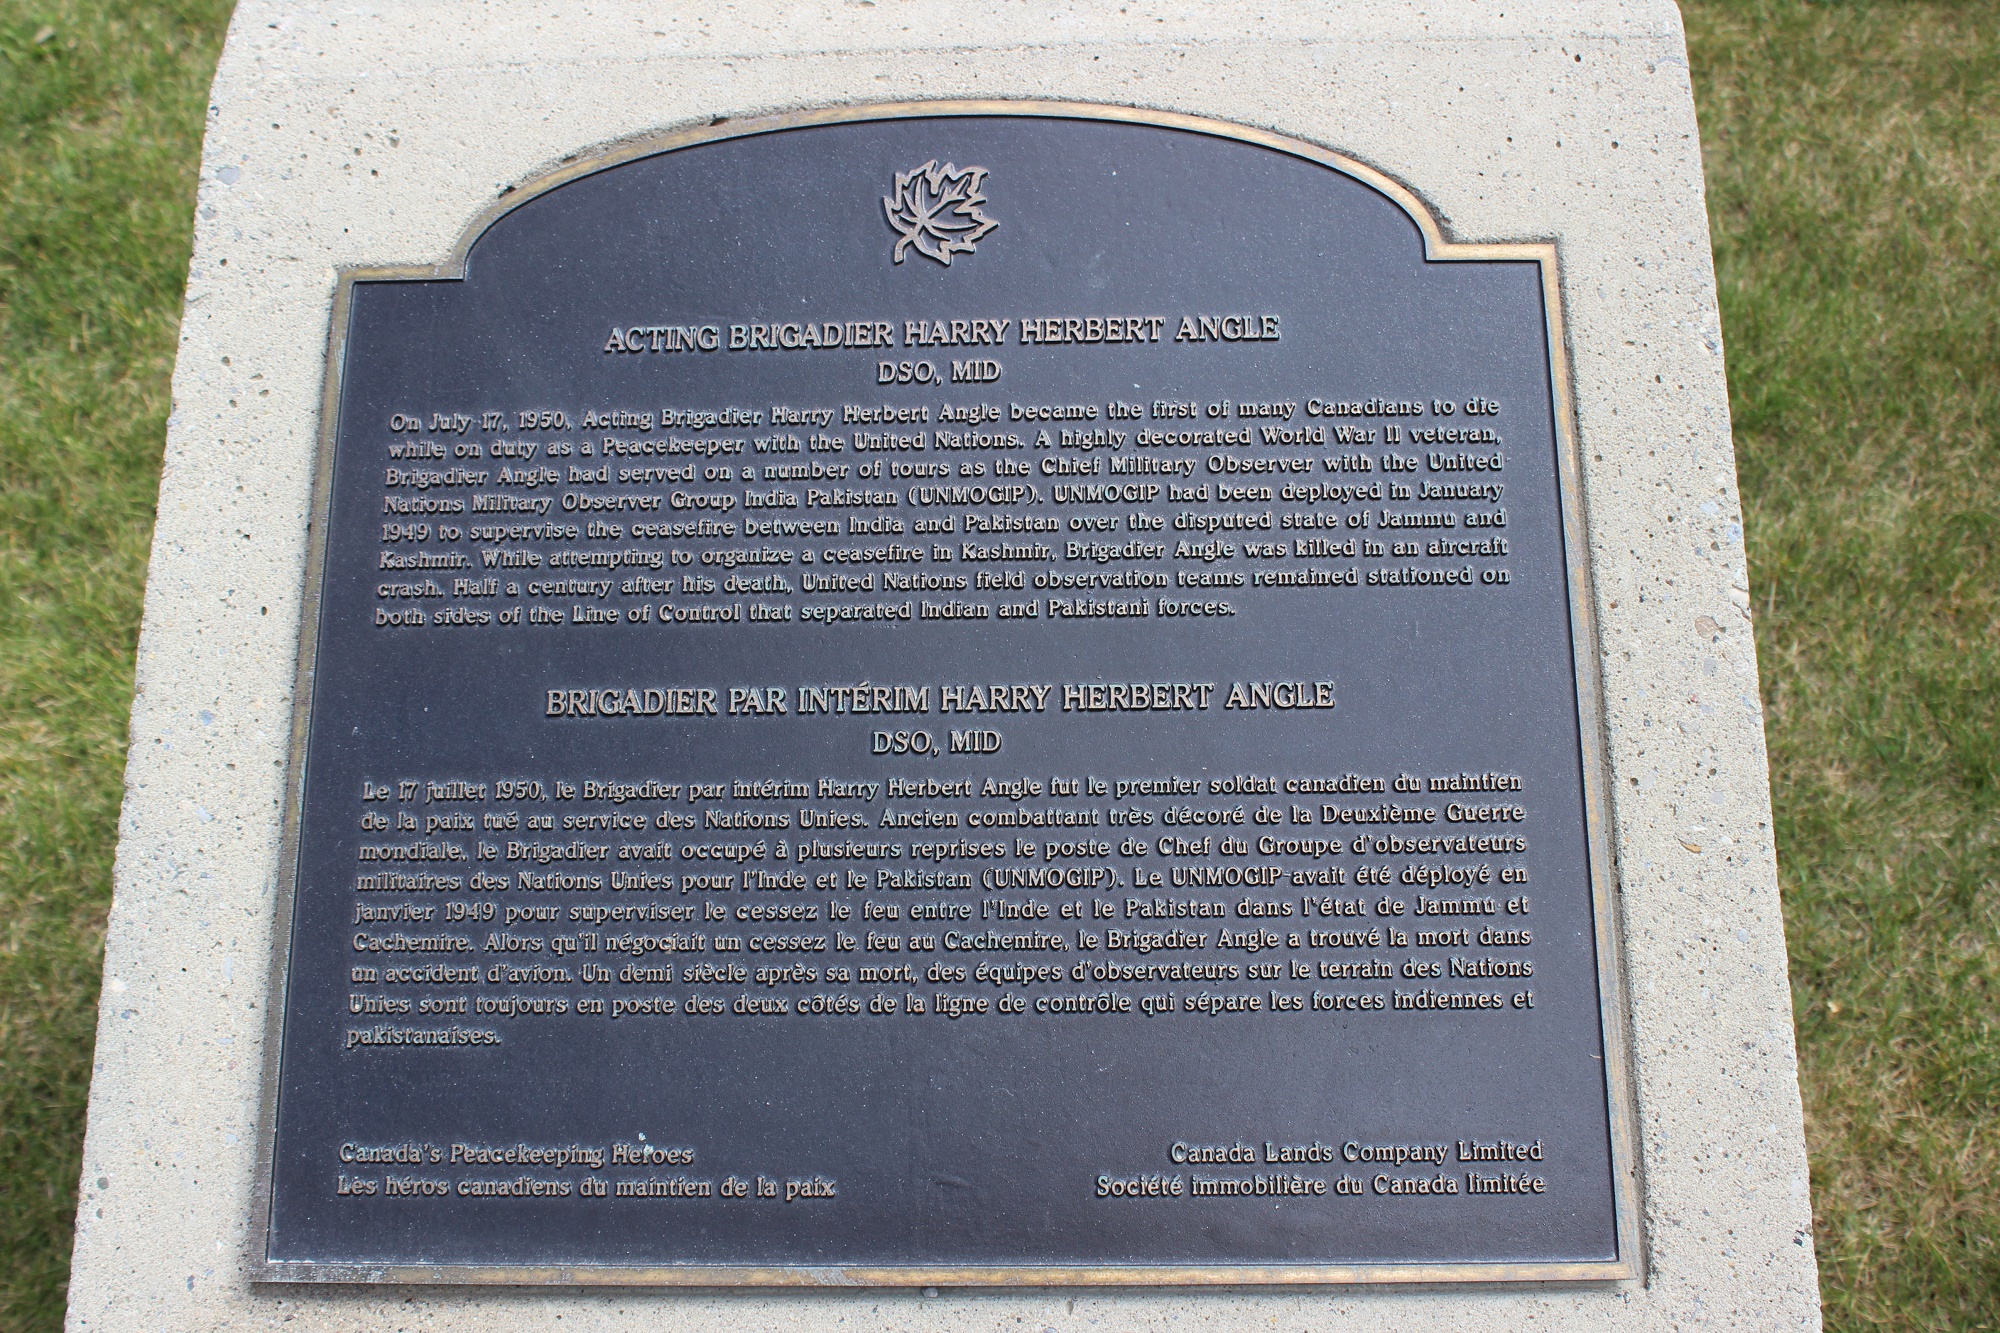 ACTING BRIGADIER HARRY HERBERT ANGLE
DSO, MID
On July 17, 1950, Acting Brigadier Harry Herbert Angle became the first of many Canadians to die
while on duty as a Peacekeeper with the United Nations. A highly decorated World War II veteran,
Brigadier Angle had served on a number of tours as the Chief Military Observer with the United
Nations Military Observer Group India Pakistan (UNMOGIP). UNMOGIP had been deployed in January
1949 to supervise the ceasefire between India and Pakistan over the disputed state of Jammu and
Kashmir. While attempting to organize a ceasefire in Kashmir, Brigadier Angle was killed in an aircraft
crash. Half a century after his death, United Nations field observation teams remained stationed on
both sides of the Line of Control that separated Indian and Pakistani forces.
BRIGADIER PAR INTÉRIM HARRY HERBERT ANGLE
DSO, MID
Le 17 juillet 1950, le Brigadier par intérim Harry Herbert Angle fut le premier soldat canadien du maintien
de la paix tué au service des Nations Unies. Ancien combattant très décoré de la Deuxième Guerre
mondiale, le Brigadier avait occupé à plusieurs reprises le poste de Chef du Groupe d'observateurs
militaires des Nations Unies pour l'Inde et le Pakistan (UNMOGIP). Le UNMOGIP avait été déployé en
janvier 1949 pour superviser le cessez le feu entre l'Inde et le Pakistan dans l'état de Jammu et
Cachemire. Alors qu'il négociait un cessez le feu au Cachemire, le Brigadier Angle a trouvé la mort dans
un accident d'avion. Un demi siècle après sa mort, des équipes d'observateurs sur le terrain des Nations
Unies sont toujours en poste des deux côtés de la ligne de contrôle qui sépare les forces indiennes et
pakistanaises.
Canada's Peacekeeping Heroes
Les héros canadiens du maintien de la paix
Canada Lands Company Limited
Société immobilière du Canada limitée